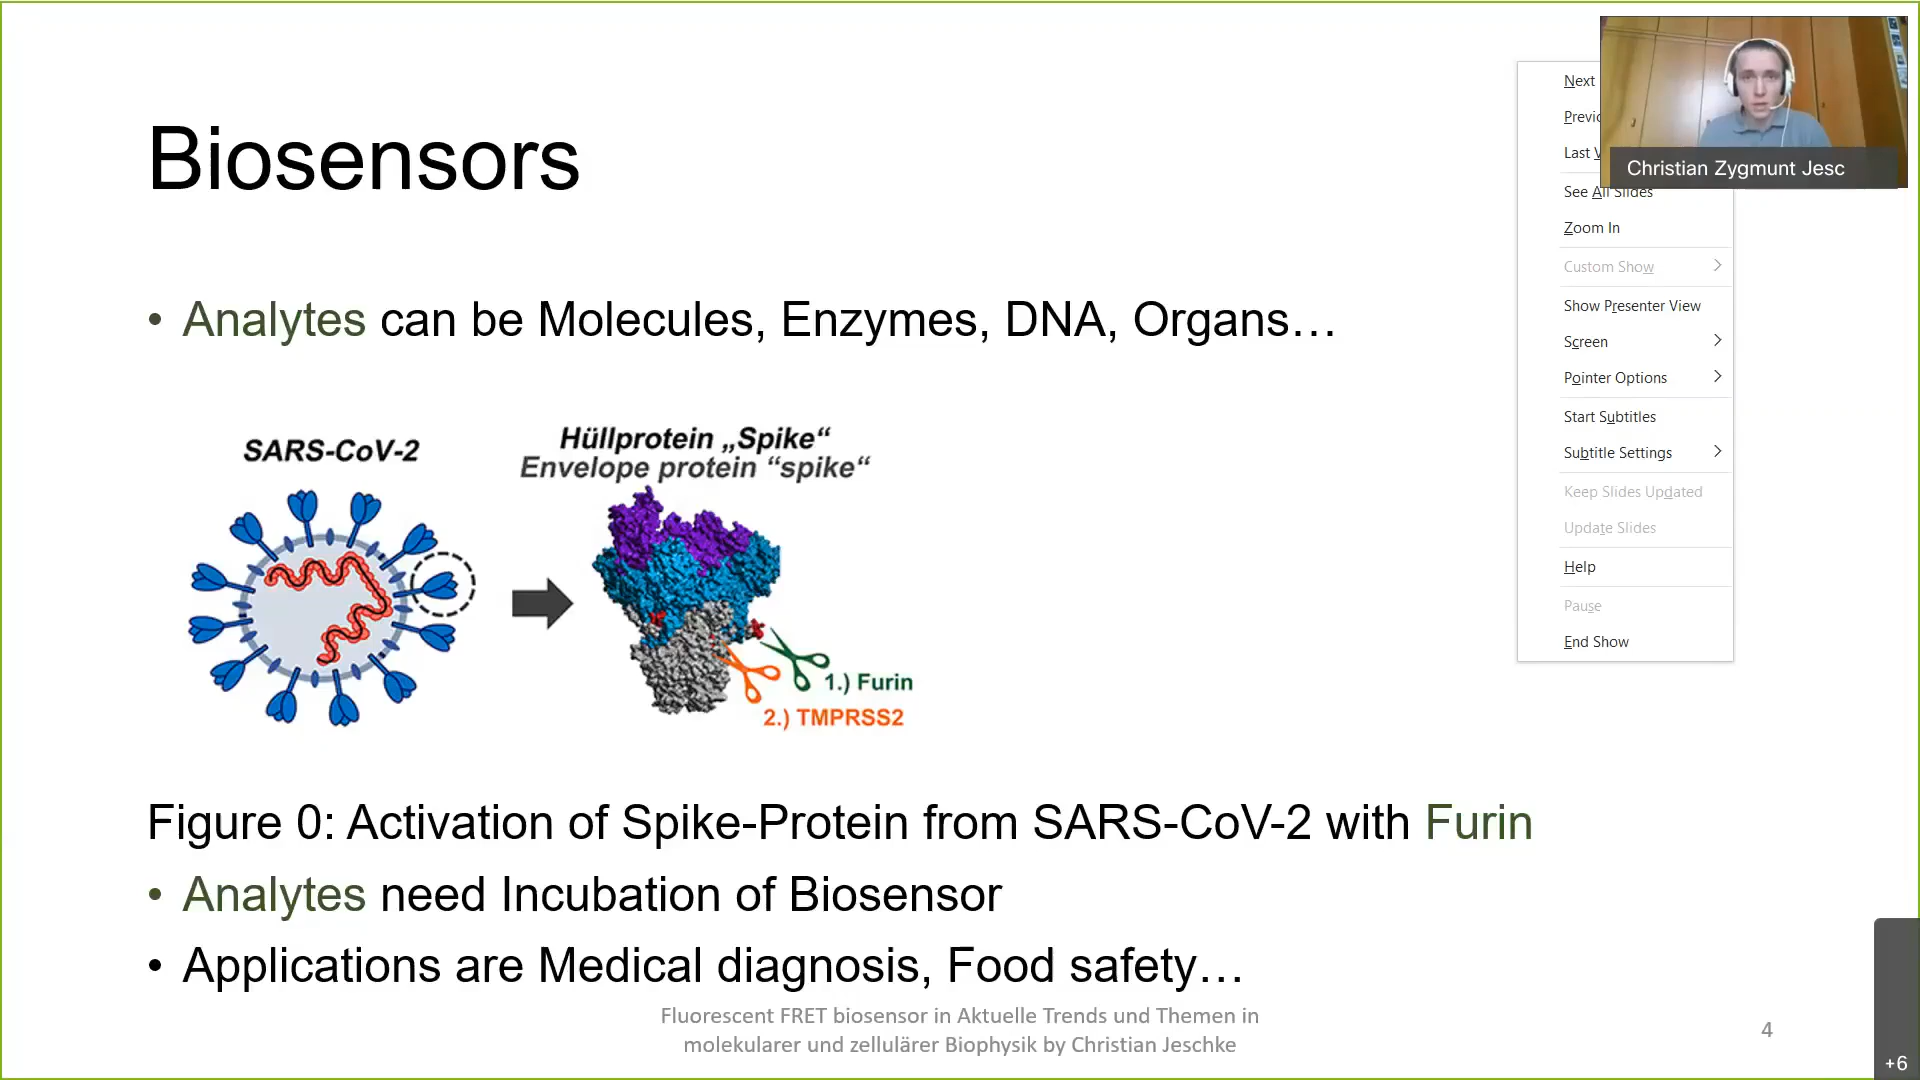 Biosensors
• Analytes can be Molecules, Enzymes, DNA, Organs…
SARS-CoV-2
Hüllprotein „Spike“
Envelope protein “spike“
1.) Furin
2.) TMPRSS2
Figure 0: Activation of Spike-Protein from SARS-CoV-2 with Furin
• Analytes need Incubation of Biosensor
• Applications are Medical diagnosis, Food safety…
Fluorescent FRET biosensor in Aktuelle Trends und Themen in
molekularer und zellulärer Biophysik by Christian Jeschke
4
Next
Previo
Last V
See All Slides
Zoom In
Custom Show
Show Presenter View
Screen
Pointer Options
Start Subtitles
Subtitle Settings
Keep Slides Updated
Update Slides
Help
Pause
End Show
Christian Zygmunt Jesc
+6